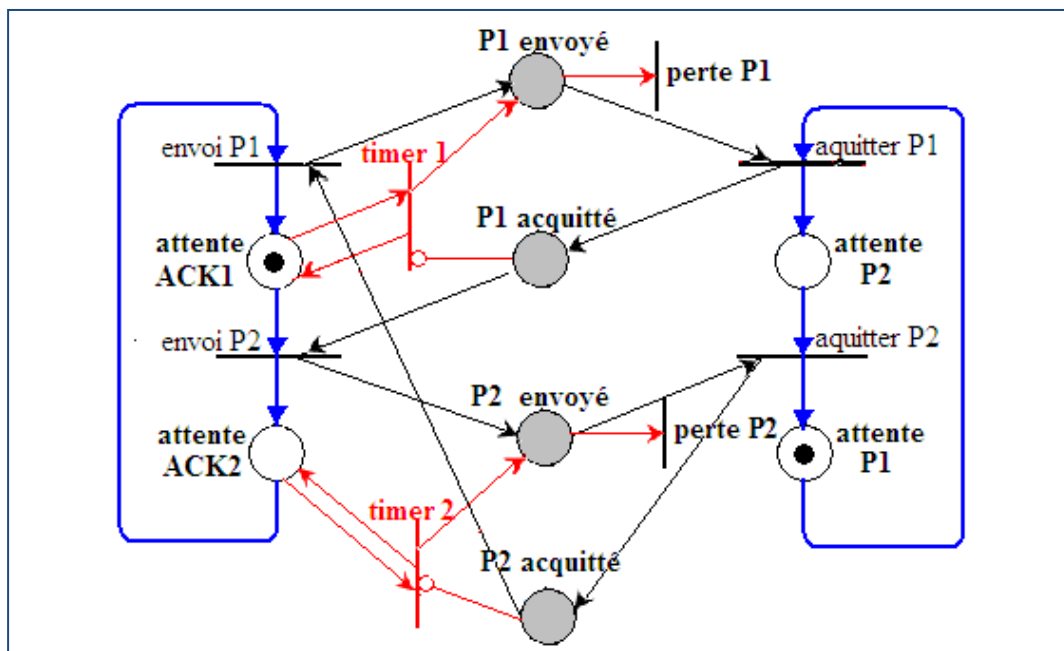 P1 envoyé
perte P1
envoi P1
timer 1
aquitter P1
P1 acquitté
attente
ACK1
attente
P2
envoi P2
aquitter P2
P2 envoyé
perte P2
attente
ACK2
attente
P1
timer 2
P2 acquitté